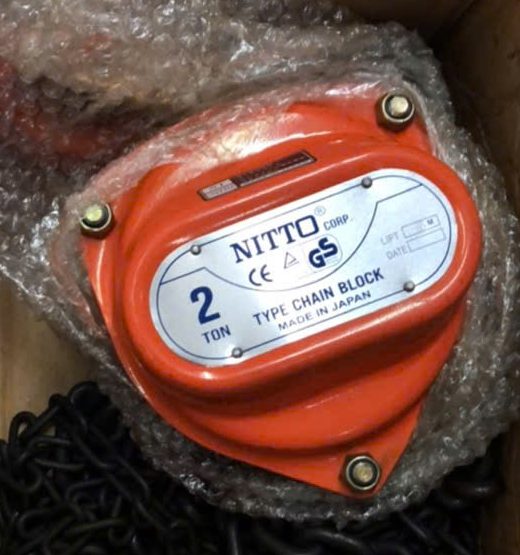 NITTO® CORP.
CE GS
LIFT M
DATE
2
TON
TYPE CHAIN BLOCK
MADE IN JAPAN